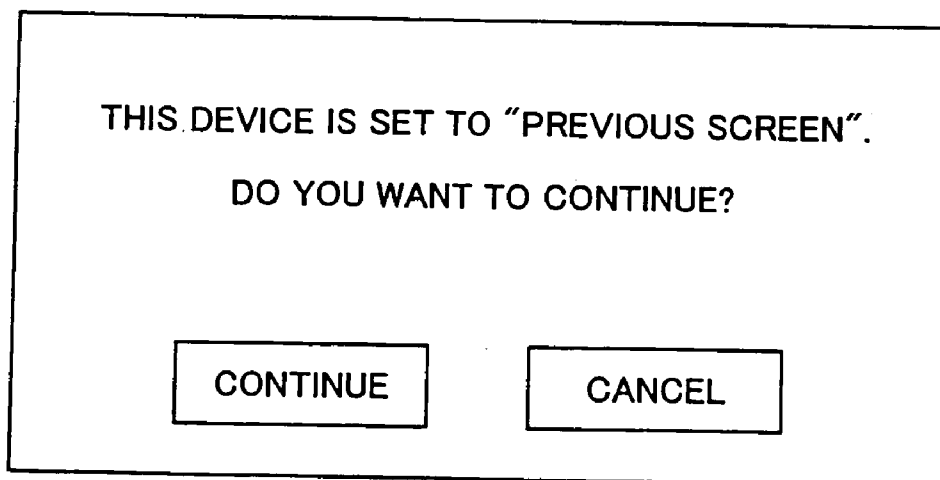 THIS DEVICE IS SET TO "PREVIOUS SCREEN".
DO YOU WANT TO CONTINUE?
CONTINUE
CANCEL